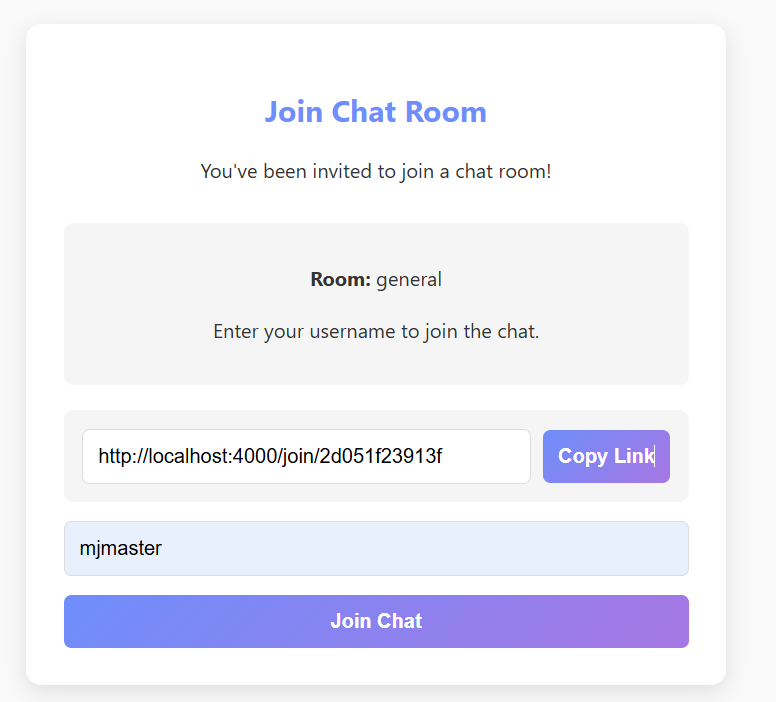 Join Chat Room
You've been invited to join a chat room!
Room: general
Enter your username to join the chat.
http://localhost:4000/join/2d051f23913f
Copy Link
mjmaster
Join Chat